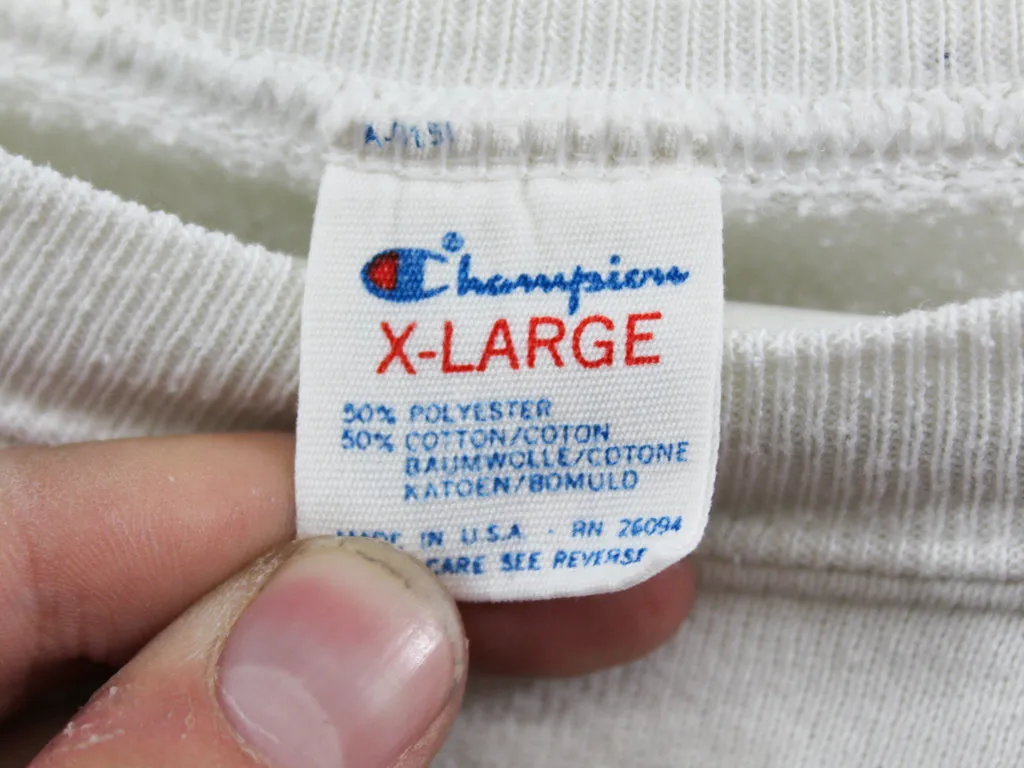 Champion®
X-LARGE
50% POLYESTER
50% COTTON/COTON
BAUMWOLLE/COTONE
KATOEN/BOMULD
MADE IN U.S.A. · RN 26094
CARE SEE REVERSE